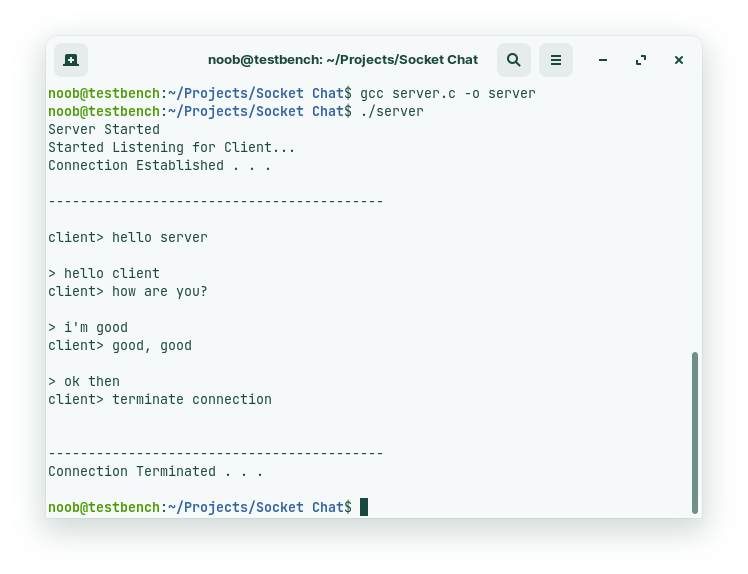 noob@testbench: ~/Projects/Socket Chat
noob@testbench:~/Projects/Socket Chat$ gcc server.c -o server
noob@testbench:~/Projects/Socket Chat$ ./server
Server Started
Started Listening for Client...
Connection Established . . .
------------------------------------------
client> hello server
> hello client
client> how are you?
> i'm good
client> good, good
> ok then
client> terminate connection
------------------------------------------
Connection Terminated . . .
noob@testbench:~/Projects/Socket Chat$